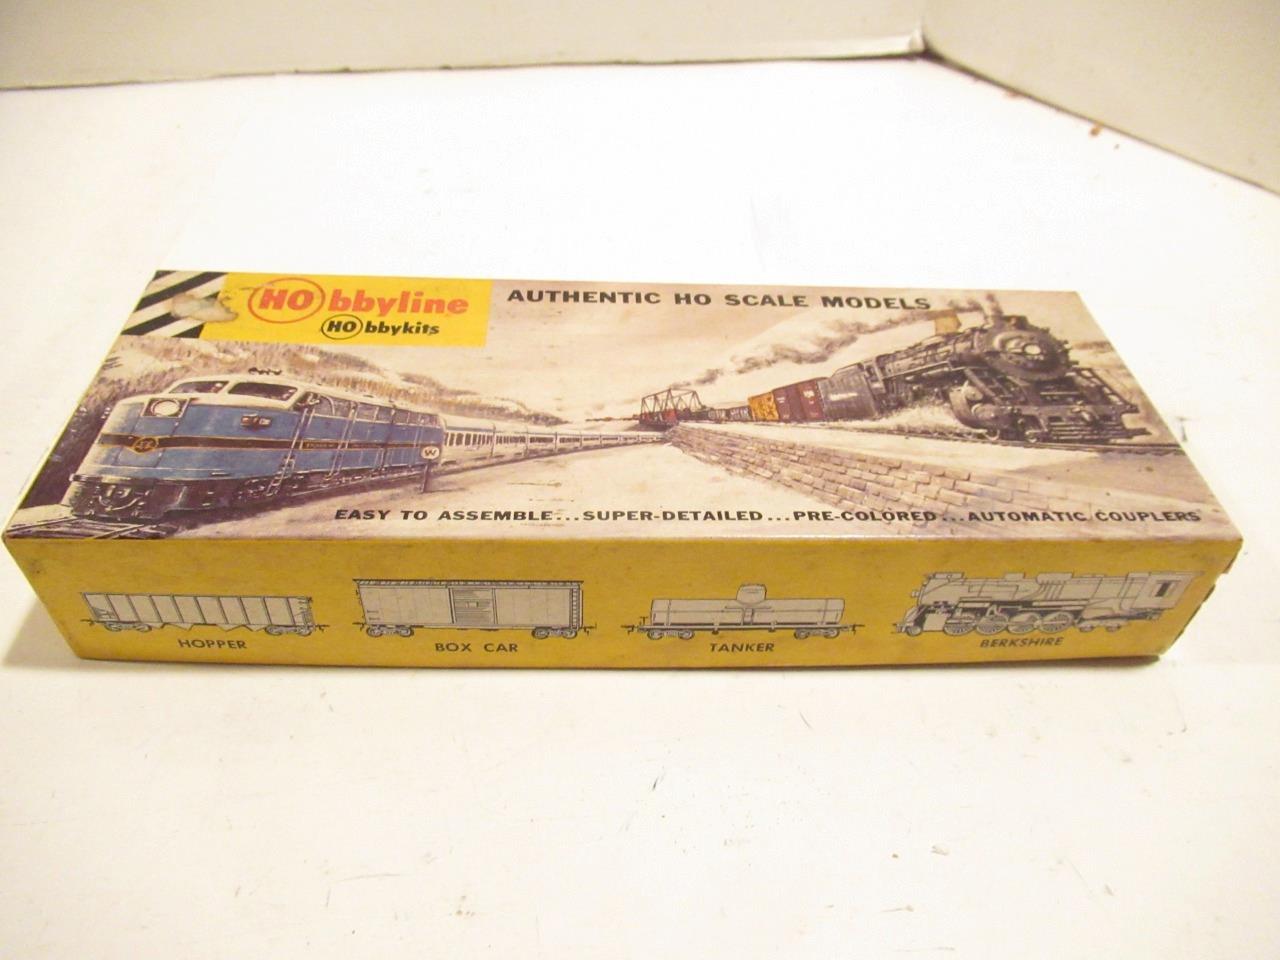 HObbyline
HObbykits
AUTHENTIC HO SCALE MODELS
W
EASY TO ASSEMBLE...SUPER-DETAILED...PRE-COLORED...AUTOMATIC COUPLERS
HOPPER
BOX CAR
TANKER
BERKSHIRE